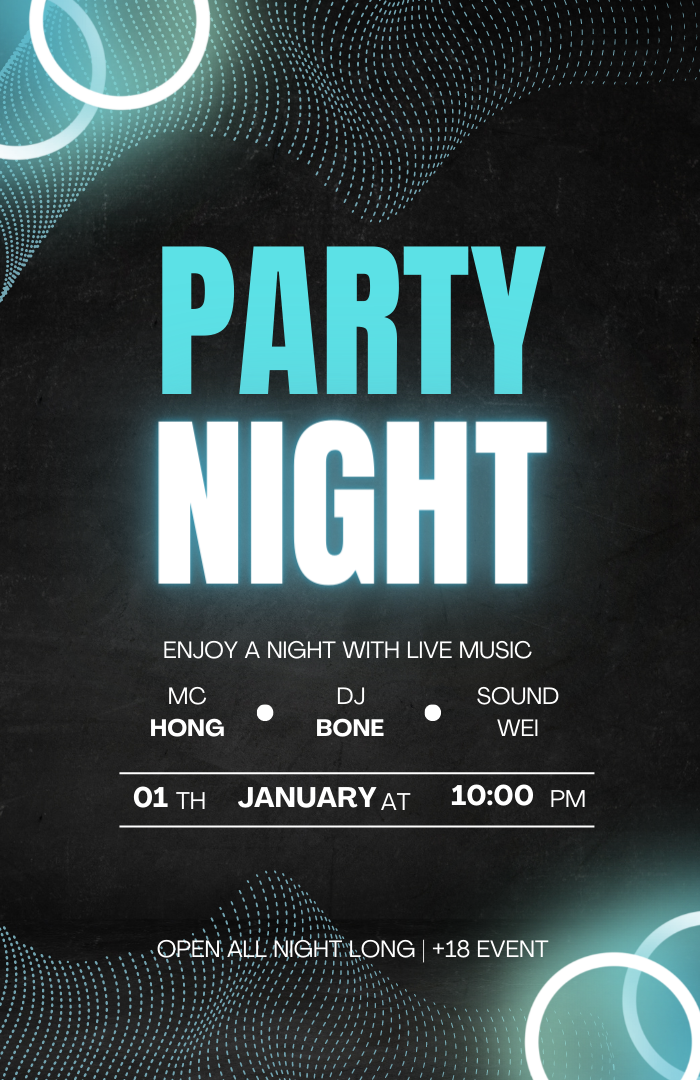 PARTY
NIGHT
ENJOY A NIGHT WITH LIVE MUSIC
MC
HONG
DJ
BONE
SOUND
WEI
01 TH JANUARY AT 10:00 PM
OPEN ALL NIGHT LONG | +18 EVENT